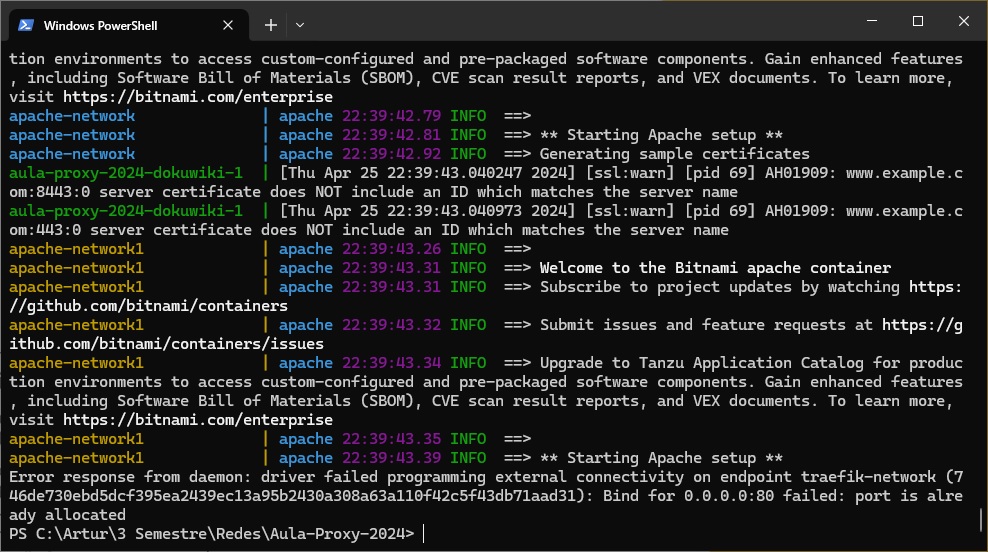 Windows PowerShell
tion environments to access custom-configured and pre-packaged software components. Gain enhanced features
, including Software Bill of Materials (SBOM), CVE scan result reports, and VEX documents. To learn more,
visit https://bitnami.com/enterprise
apache-network | apache 22:39:42.79 INFO ==>
apache-network | apache 22:39:42.81 INFO ==> ** Starting Apache setup **
apache-network | apache 22:39:42.92 INFO ==> Generating sample certificates
aula-proxy-2024-dokuwiki-1 | [Thu Apr 25 22:39:43.040247 2024] [ssl:warn] [pid 69] AH01909: www.example.c
om:8443:0 server certificate does NOT include an ID which matches the server name
aula-proxy-2024-dokuwiki-1 | [Thu Apr 25 22:39:43.040973 2024] [ssl:warn] [pid 69] AH01909: www.example.c
om:443:0 server certificate does NOT include an ID which matches the server name
apache-network1 | apache 22:39:43.26 INFO ==>
apache-network1 | apache 22:39:43.31 INFO ==> Welcome to the Bitnami apache container
apache-network1 | apache 22:39:43.31 INFO ==> Subscribe to project updates by watching https:
//github.com/bitnami/containers
apache-network1 | apache 22:39:43.32 INFO ==> Submit issues and feature requests at https://g
ithub.com/bitnami/containers/issues
apache-network1 | apache 22:39:43.34 INFO ==> Upgrade to Tanzu Application Catalog for produc
tion environments to access custom-configured and pre-packaged software components. Gain enhanced features
, including Software Bill of Materials (SBOM), CVE scan result reports, and VEX documents. To learn more,
visit https://bitnami.com/enterprise
apache-network1 | apache 22:39:43.35 INFO ==>
apache-network1 | apache 22:39:43.39 INFO ==> ** Starting Apache setup **
Error response from daemon: driver failed programming external connectivity on endpoint traefik-network (7
46de730ebd5dcf395ea2439ec13a95b2430a308a63a110f42c5f43db71aad31): Bind for 0.0.0.0:80 failed: port is alre
ady allocated
PS C:\Artur\3 Semestre\Redes\Aula-Proxy-2024>